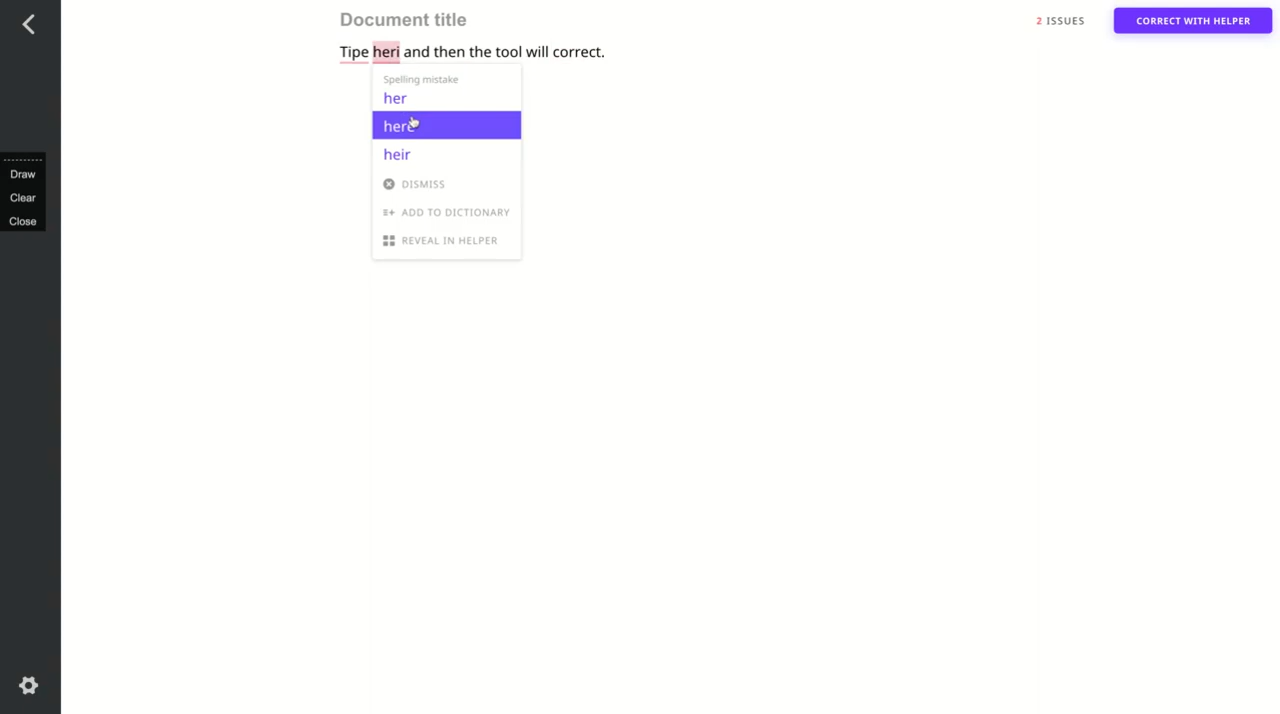 Document title
2 ISSUES
CORRECT WITH HELPER
Tipe heri and then the tool will correct.
Spelling mistake
her
here
heir
DISMISS
ADD TO DICTIONARY
REVEAL IN HELPER
Draw
Clear
Close